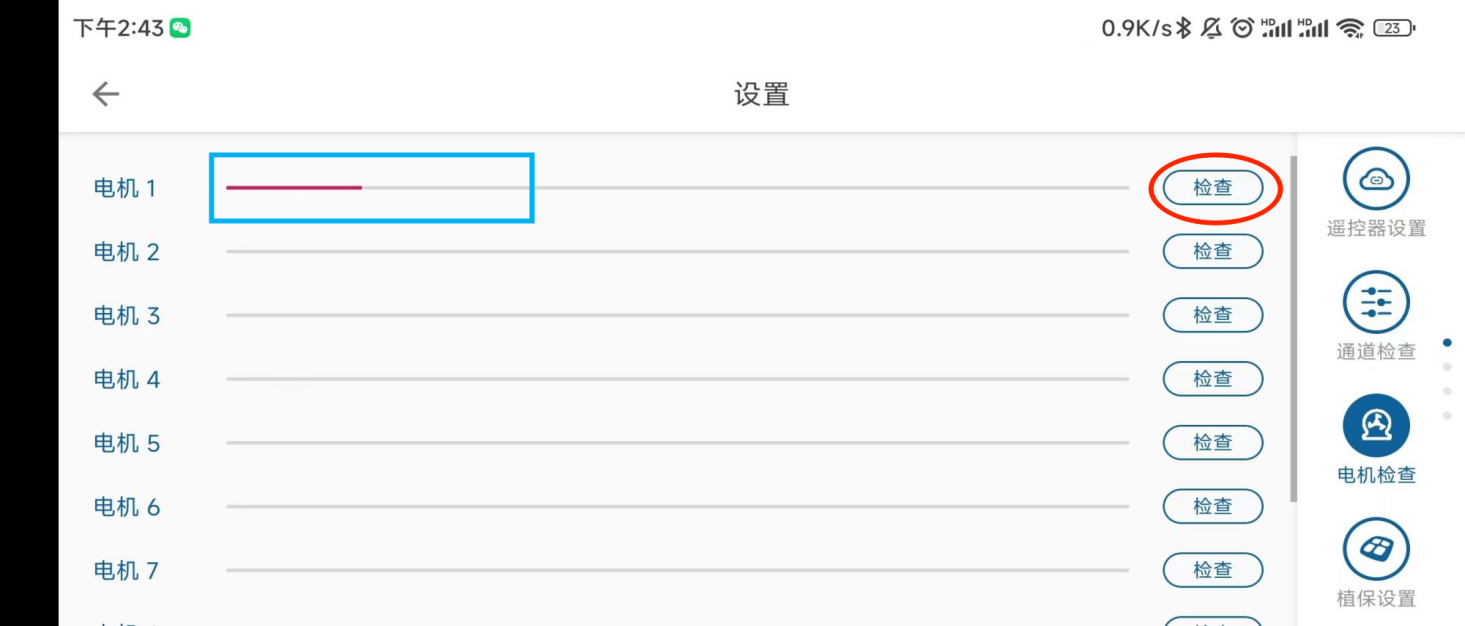 下午2:43 0.9K/s HD HD 23
设置
电机 1 检查
电机 2 检查
电机 3 检查
电机 4 检查
电机 5 检查
电机 6 检查
电机 7 检查
遥控器设置
通道检查
电机检查
植保设置